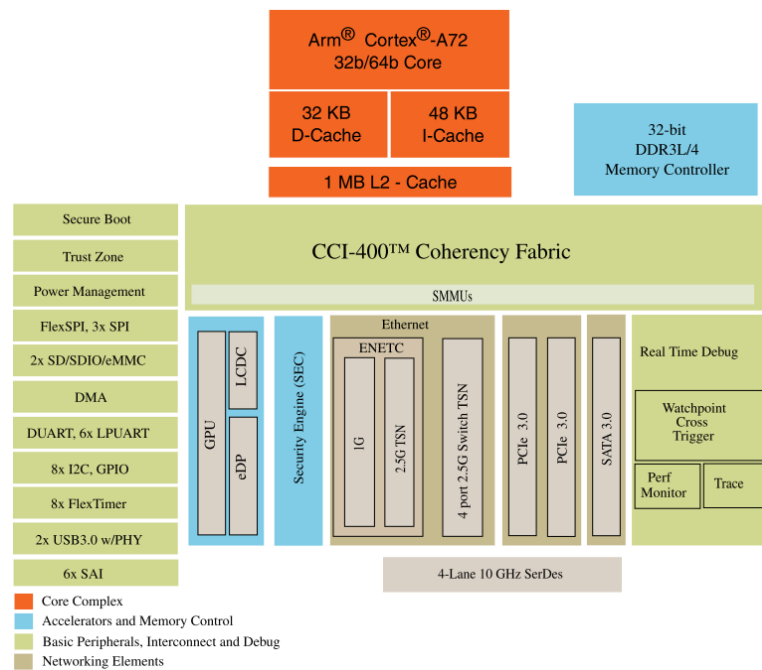 Arm® Cortex®-A72
32b/64b Core
32 KB
D-Cache
48 KB
I-Cache
1 MB L2 - Cache
32-bit
DDR3L/4
Memory Controller
Secure Boot
Trust Zone
Power Management
FlexSPI, 3x SPI
2x SD/SDIO/eMMC
DMA
DUART, 6x LPUART
8x I2C, GPIO
8x FlexTimer
2x USB3.0 w/PHY
6x SAI
CCI-400™ Coherency Fabric
SMMUs
GPU
LCDC
eDP
Security Engine (SEC)
Ethernet
ENETC
1G
2.5G TSN
4 port 2.5G Switch TSN
PCIe 3.0
PCIe 3.0
SATA 3.0
Real Time Debug
Watchpoint
Cross
Trigger
Perf
Monitor
Trace
4-Lane 10 GHz SerDes
Core Complex
Accelerators and Memory Control
Basic Peripherals, Interconnect and Debug
Networking Elements